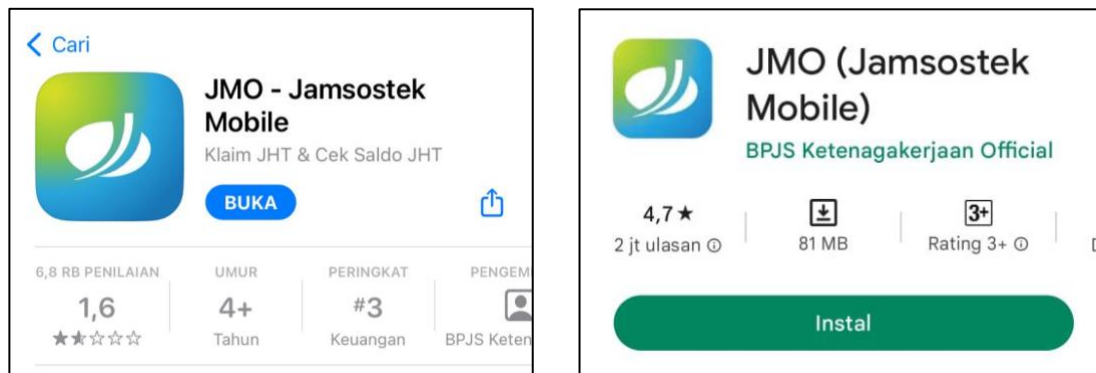 Cari
JMO - Jamsostek
Mobile
Klaim JHT & Cek Saldo JHT
BUKA
6,8 RB PENILAIAN
UMUR
PERINGKAT
1,6
4+
#3
Tahun
Keuangan
BPJS
JMO (Jamsostek
Mobile)
BPJS Ketenagakerjaan Official
4,7★
2 jt ulasan
81 MB
3+
Rating 3+
Instal